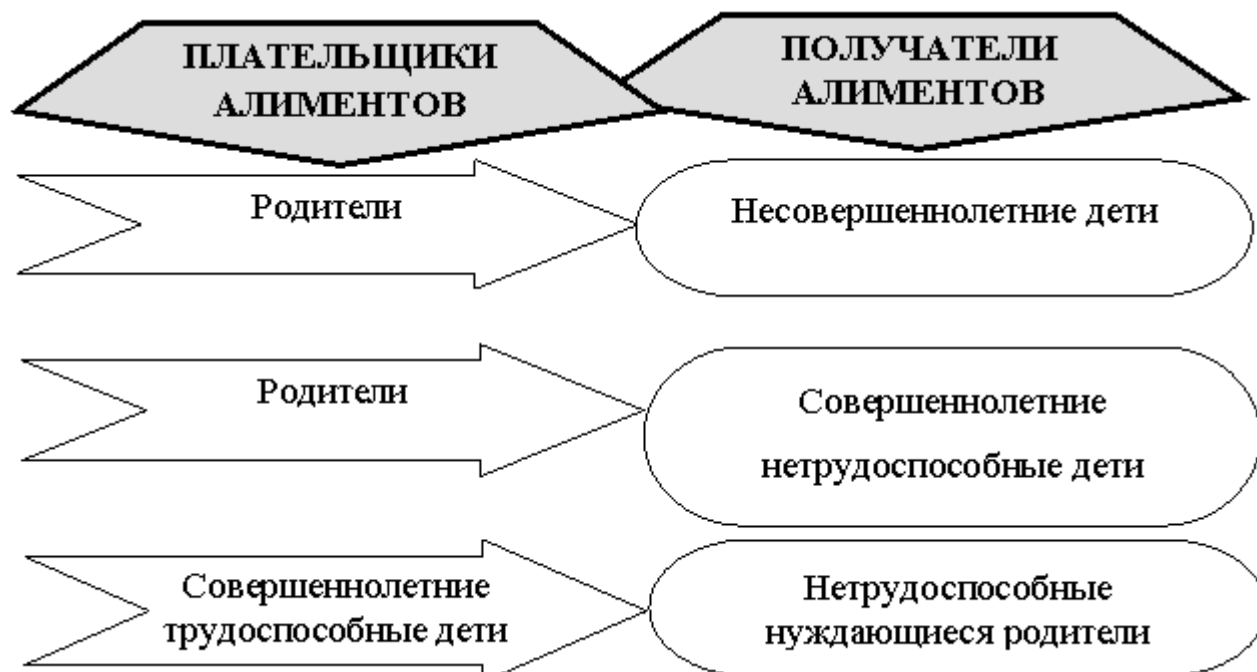 ПЛАТЕЛЬЩИКИ
АЛИМЕНТОВ
ПОЛУЧАТЕЛИ
АЛИМЕНТОВ
Родители
Несовершеннолетние дети
Родители
Совершеннолетние
нетрудоспособные дети
Совершеннолетние
трудоспособные дети
Нетрудоспособные
нуждающиеся родители